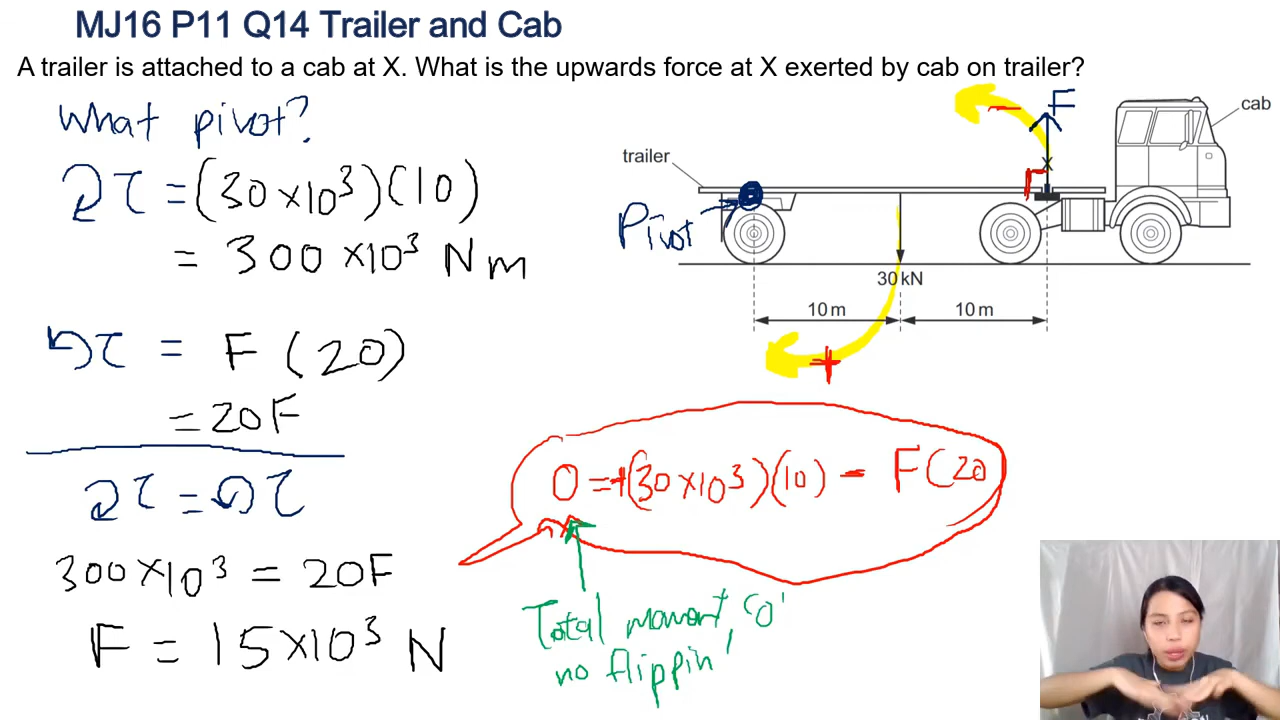 MJ16 P11 Q14 Trailer and Cab
A trailer is attached to a cab at X. What is the upwards force at X exerted by cab on trailer?
What pivot?
τ = (30 ×10³)(10)
= 300 ×10³ N m
τ = F (20)
= 20F
τ = τ
300 ×10³ = 20F
F = 15×10³ N
F
cab
X
trailer
Pivot
30 kN
10 m
10 m
−
+
0 = +(30 ×10³)(10) − F(20
Total moment, '0'
no flippin'